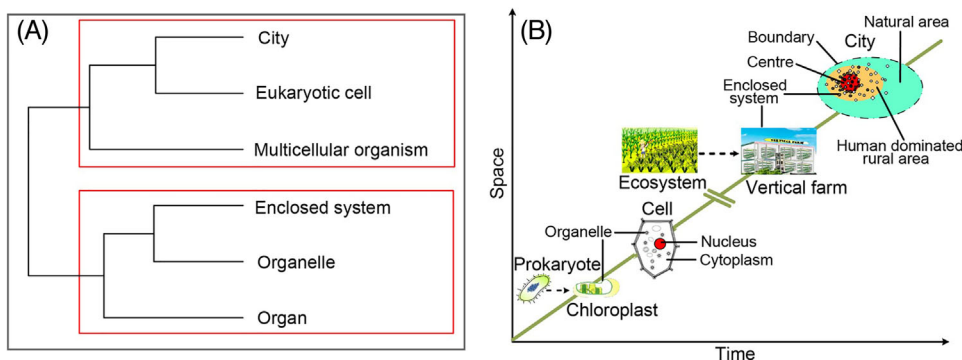 (A)
City
Eukaryotic cell
Multicellular organism
Enclosed system
Organelle
Organ
(B)
Natural area
Boundary
City
Centre
Enclosed
system
Human dominated
rural area
Ecosystem
Vertical farm
Space
Cell
Organelle
Nucleus
Cytoplasm
Prokaryote
Chloroplast
Time